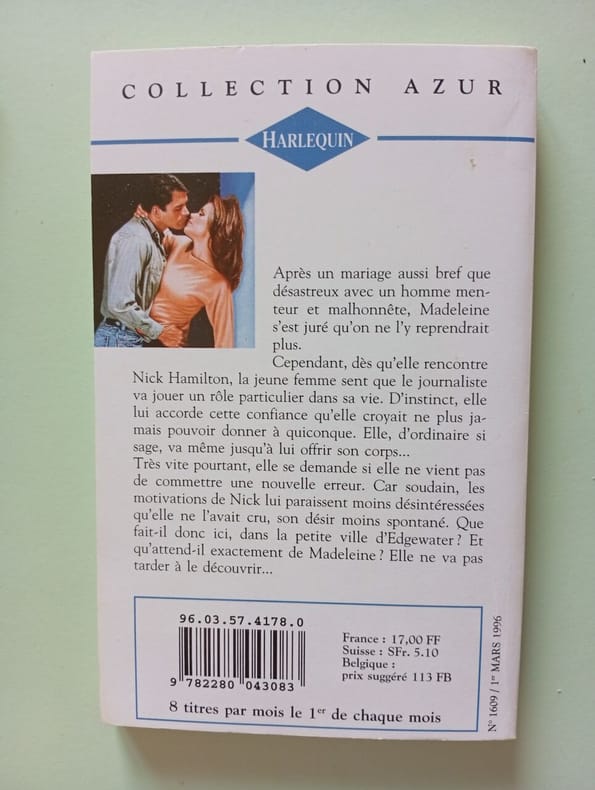 COLLECTION AZUR
HARLEQUIN
Après un mariage aussi bref que
désastreux avec un homme men-
teur et malhonnête, Madeleine
s'est juré qu'on ne l'y reprendrait
plus.
Cependant, dès qu'elle rencontre
Nick Hamilton, la jeune femme sent que le journaliste
va jouer un rôle particulier dans sa vie. D'instinct, elle
lui accorde cette confiance qu'elle croyait ne plus ja-
mais pouvoir donner à quiconque. Elle, d'ordinaire si
sage, va même jusqu'à lui offrir son corps...
Très vite pourtant, elle se demande si elle ne vient pas
de commettre une nouvelle erreur. Car soudain, les
motivations de Nick lui paraissent moins désintéressées
qu'elle ne l'avait cru, son désir moins spontané. Que
fait-il donc ici, dans la petite ville d'Edgewater ? Et
qu'attend-il exactement de Madeleine ? Elle ne va pas
tarder à le découvrir...
96.03.57.4178.0
9 782280 043083
France : 17,00 FF
Suisse : SFr. 5.10
Belgique :
prix suggéré 113 FB
8 titres par mois le 1er de chaque mois
N° 1609 / 1er MARS 1996